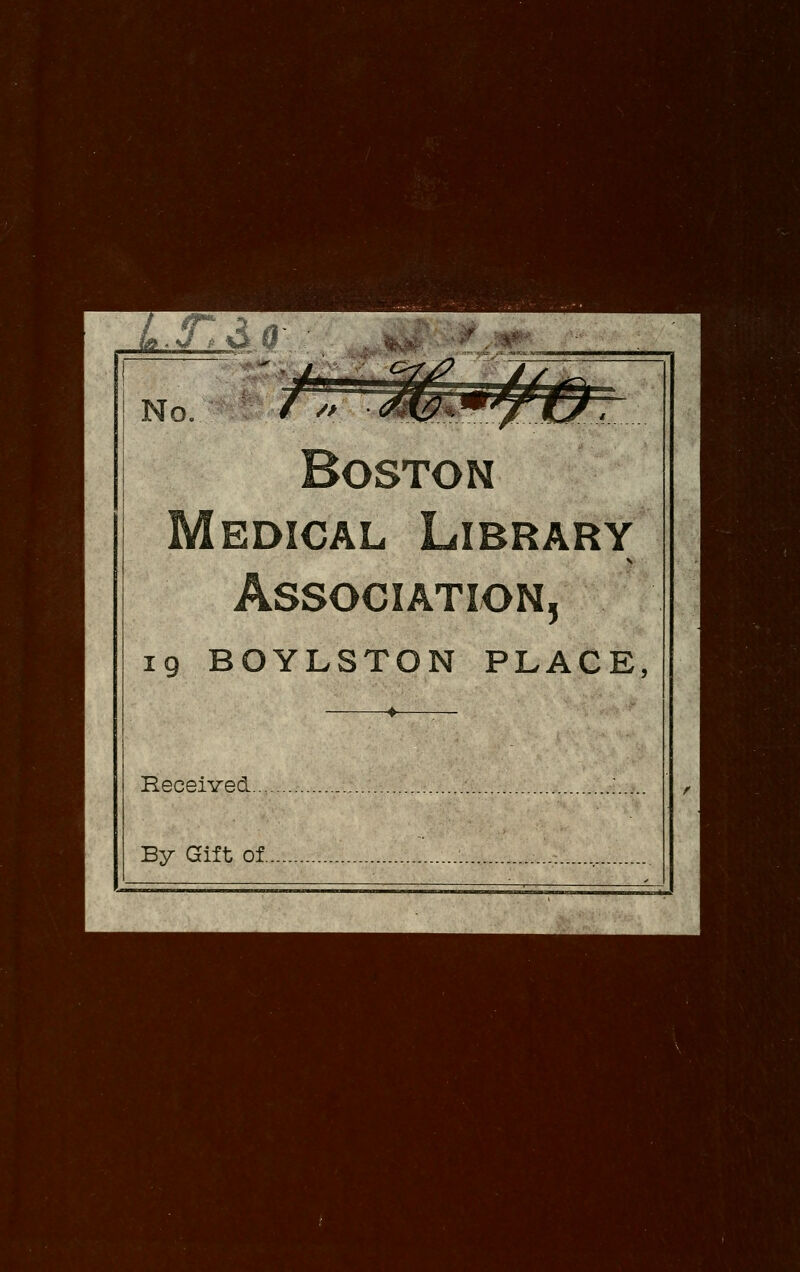 No.
BOSTON
MEDICAL LIBRARY
ASSOCIATION,
19 BOYLSTON PLACE,
Received
By Gift of